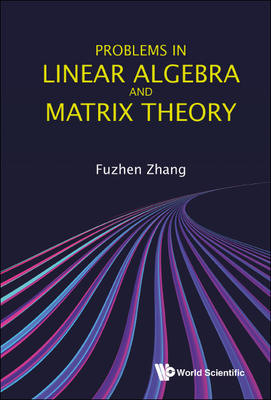 PROBLEMS IN
LINEAR ALGEBRA
AND
MATRIX THEORY
Fuzhen Zhang
World Scientific